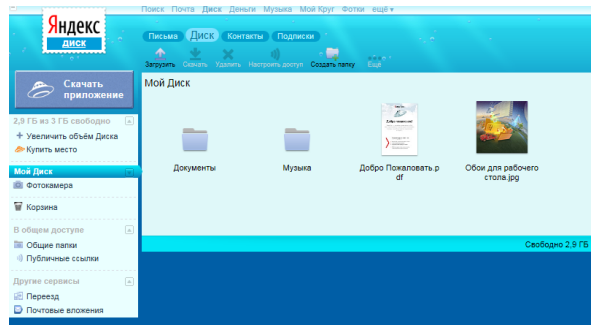 Поиск Почта Диск Деньги Музыка Мой Круг Фотки ещё
Яндекс
диск
Письма Диск Контакты Подписки
Загрузить Скачать Удалить Настроить доступ Создать папку Ещё
Скачать
приложение
Мой Диск
2,9 ГБ из 3 ГБ свободно
+ Увеличить объём Диска
Купить место
Мой Диск
Фотокамера
Корзина
В общем доступе
Общие папки
Публичные ссылки
Другие сервисы
Переезд
Почтовые вложения
Документы
Музыка
Добро Пожаловать.p
df
Обои для рабочего
стола.jpg
Свободно 2,9 ГБ